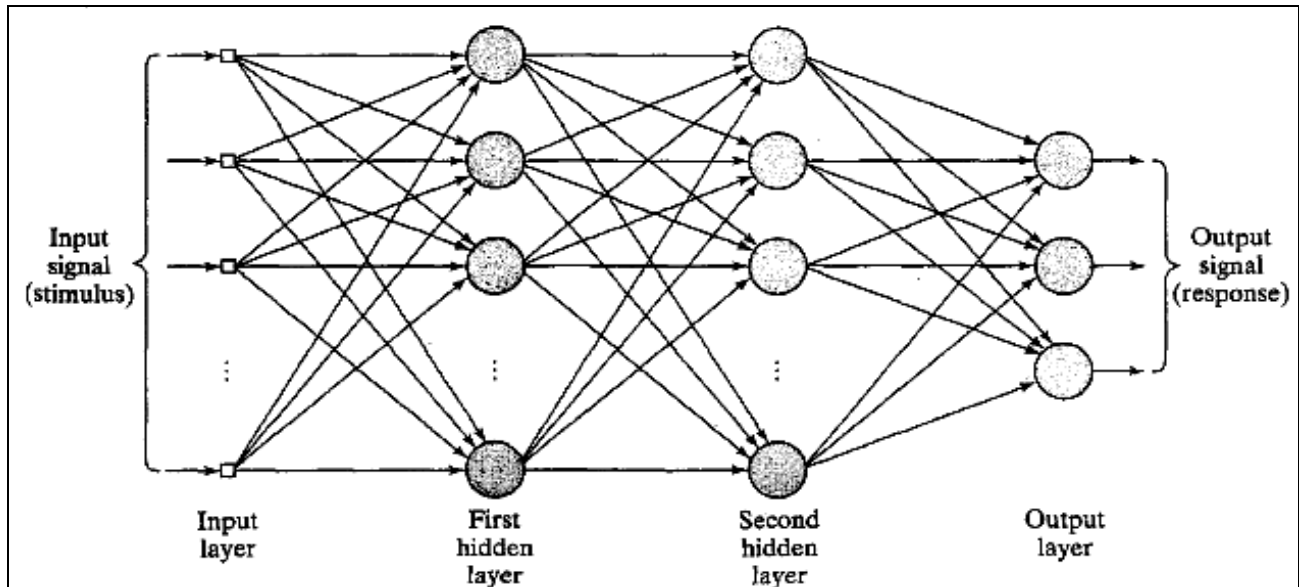 Input
signal
(stimulus)
Output
signal
(response)
Input
layer
First
hidden
layer
Second
hidden
layer
Output
layer